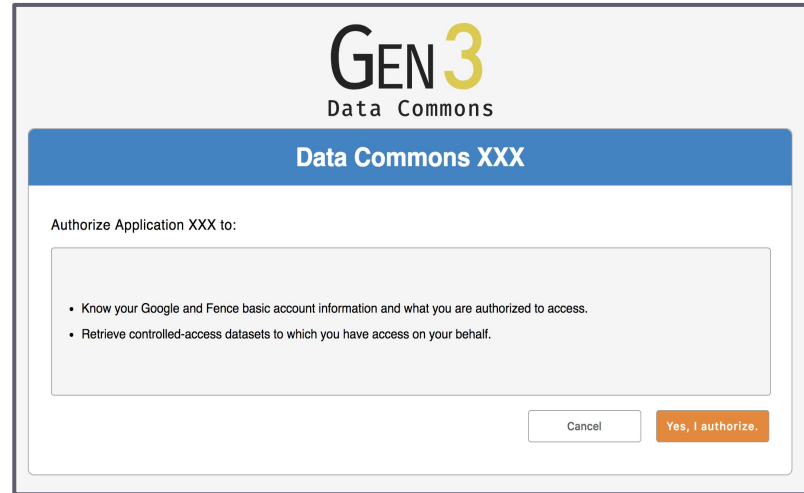 GEN3
Data Commons
Data Commons XXX
Authorize Application XXX to:
• Know your Google and Fence basic account information and what you are authorized to access.
• Retrieve controlled-access datasets to which you have access on your behalf.
Cancel
Yes, I authorize.